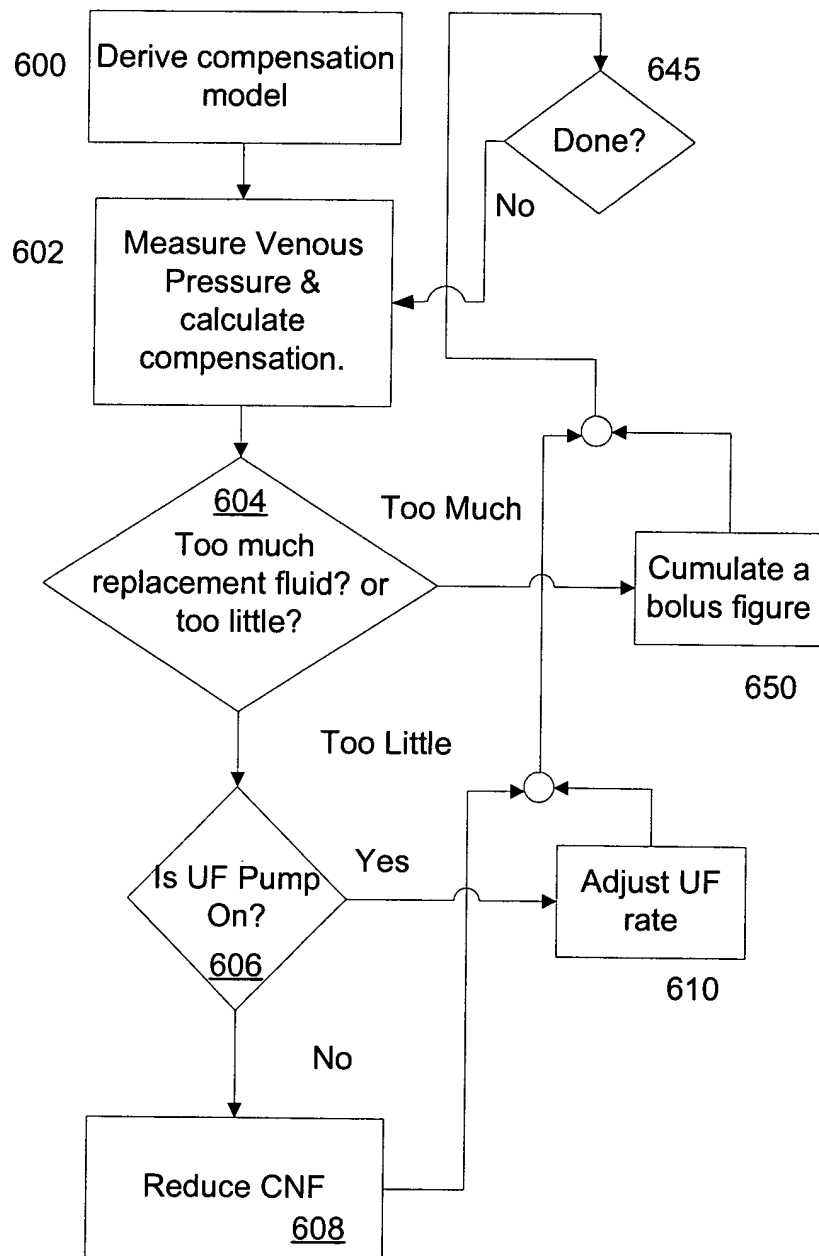 600
Derive compensation
model
645
Done?
No
602
Measure Venous
Pressure &
calculate
compensation.
604
Too much
replacement fluid? or
too little?
Too Much
Cumulate a
bolus figure
650
Too Little
Is UF Pump
On?
606
Yes
Adjust UF
rate
610
No
Reduce CNF
608